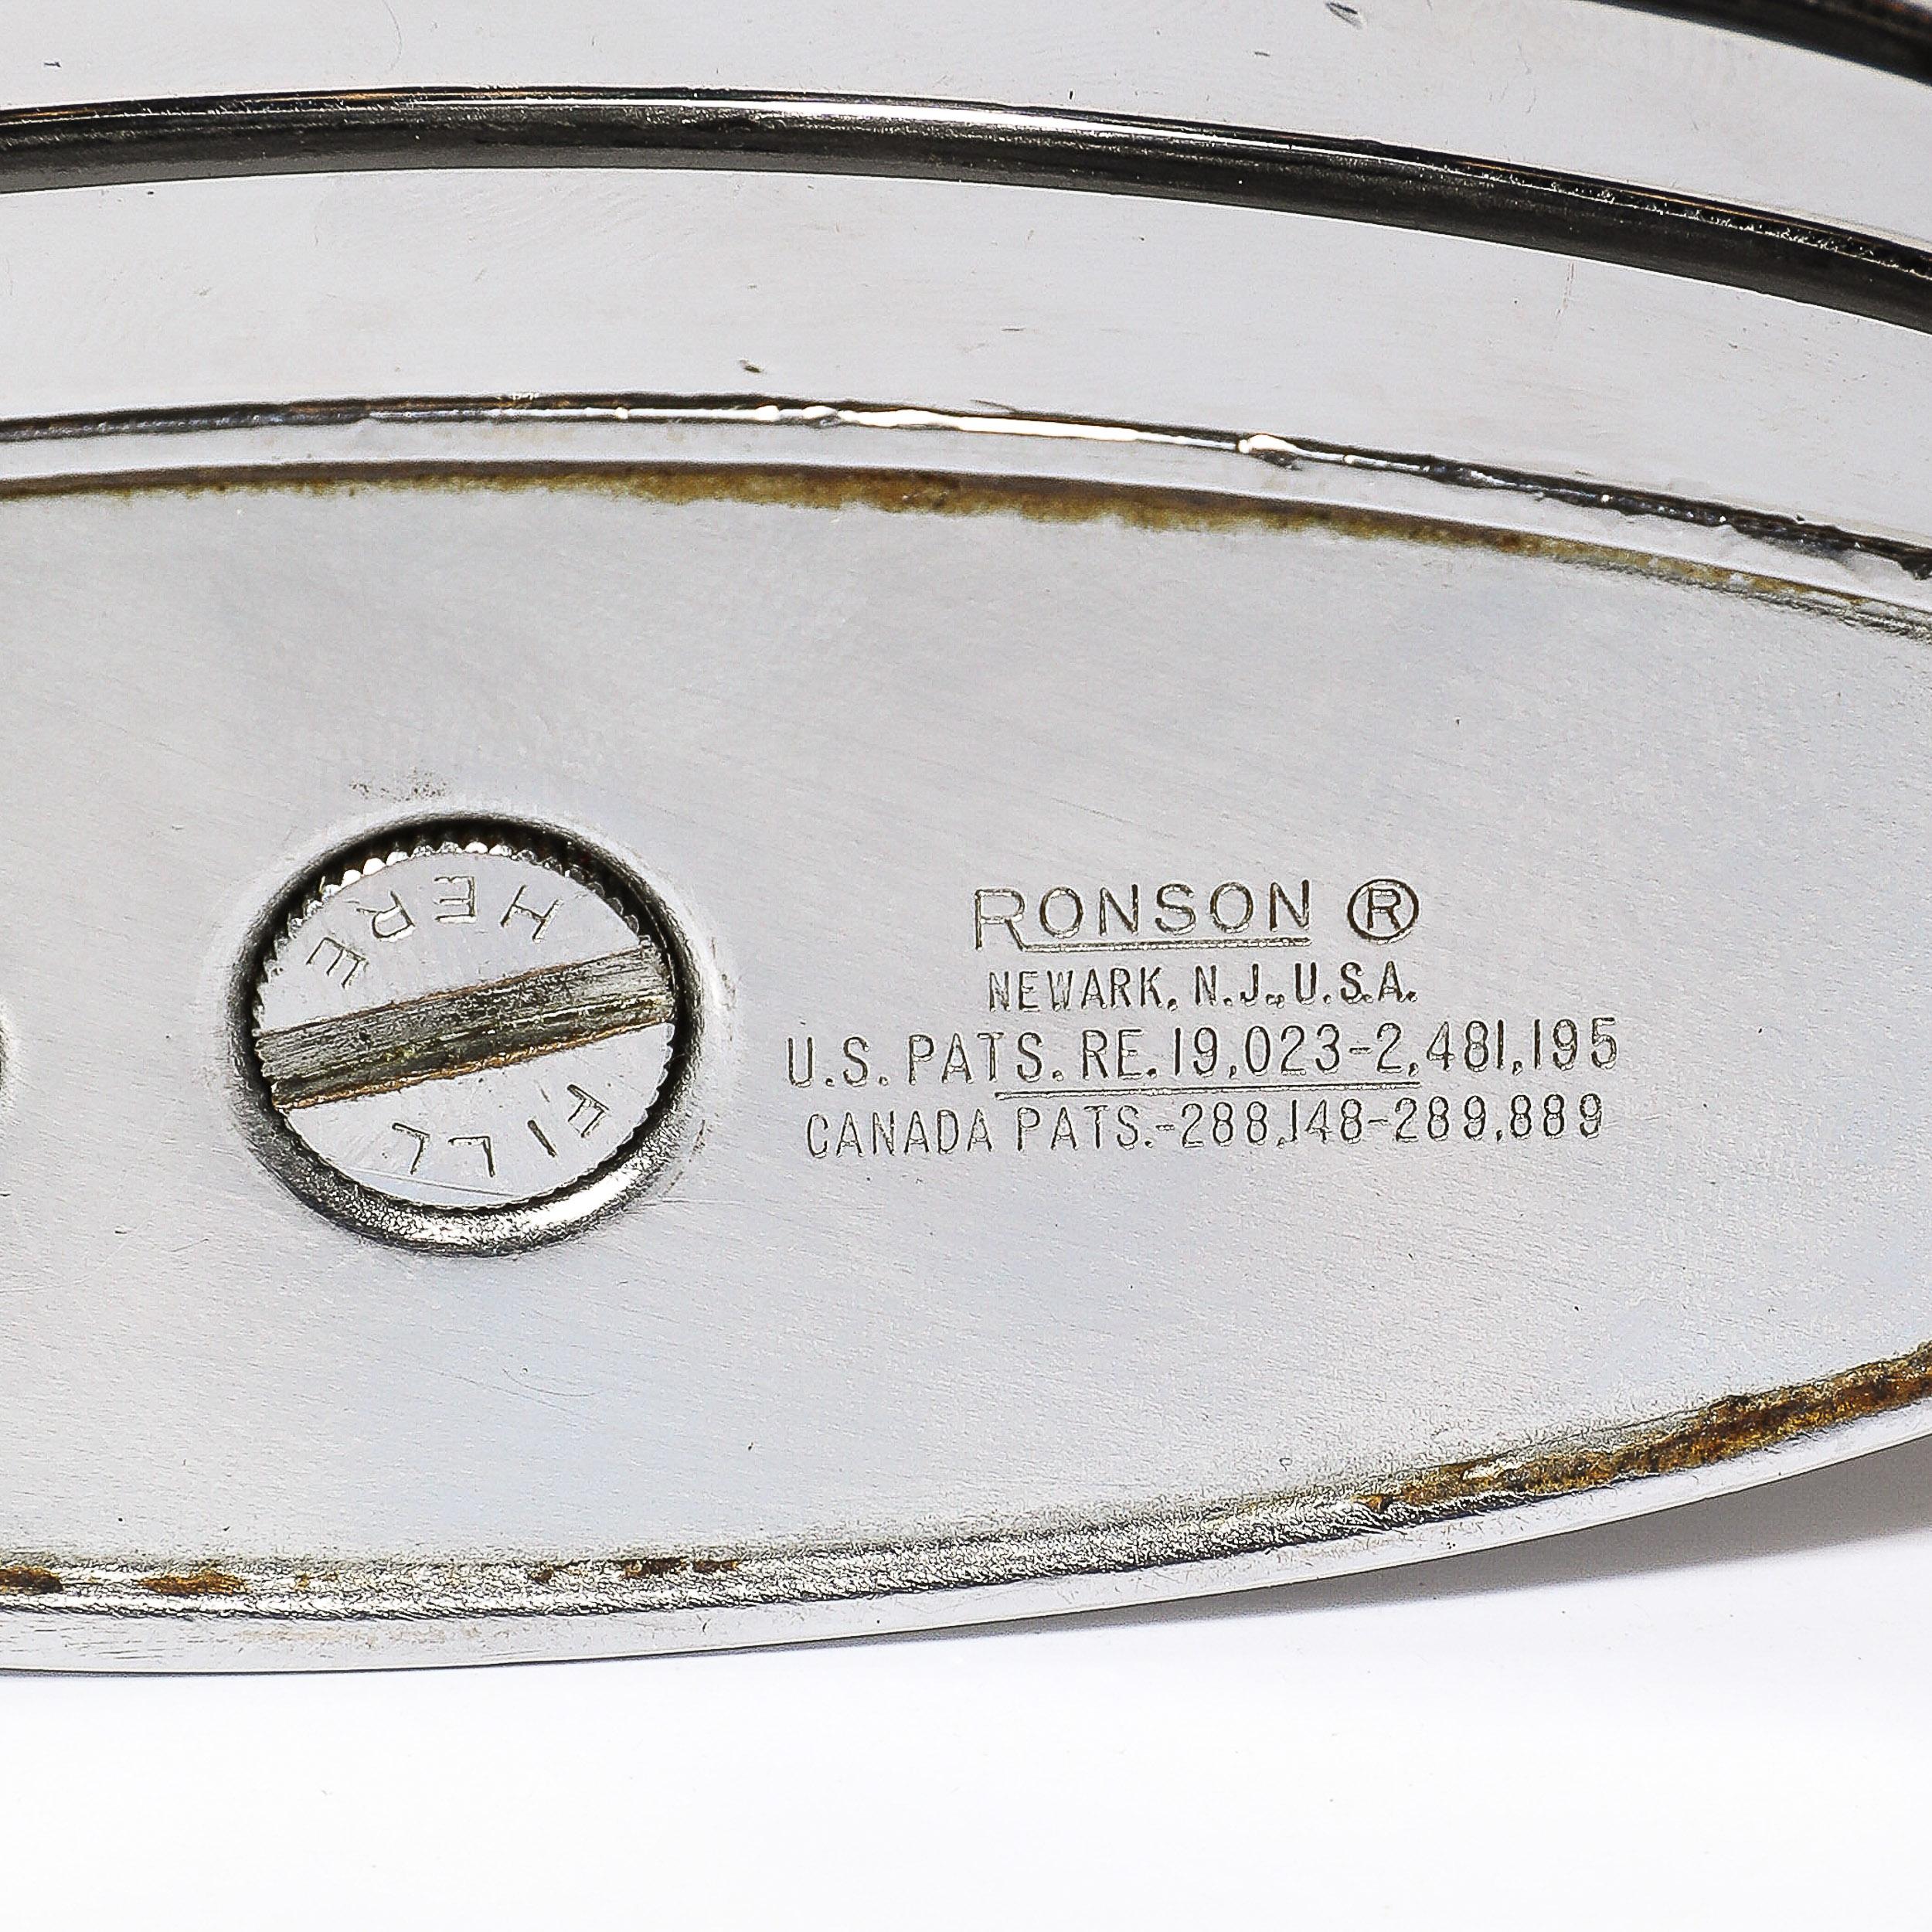 FILL HERE
RONSON ®
NEWARK, N.J., U.S.A.
U.S. PATS. RE. 19,023-2,481,195
CANADA PATS.-288,148-289,889